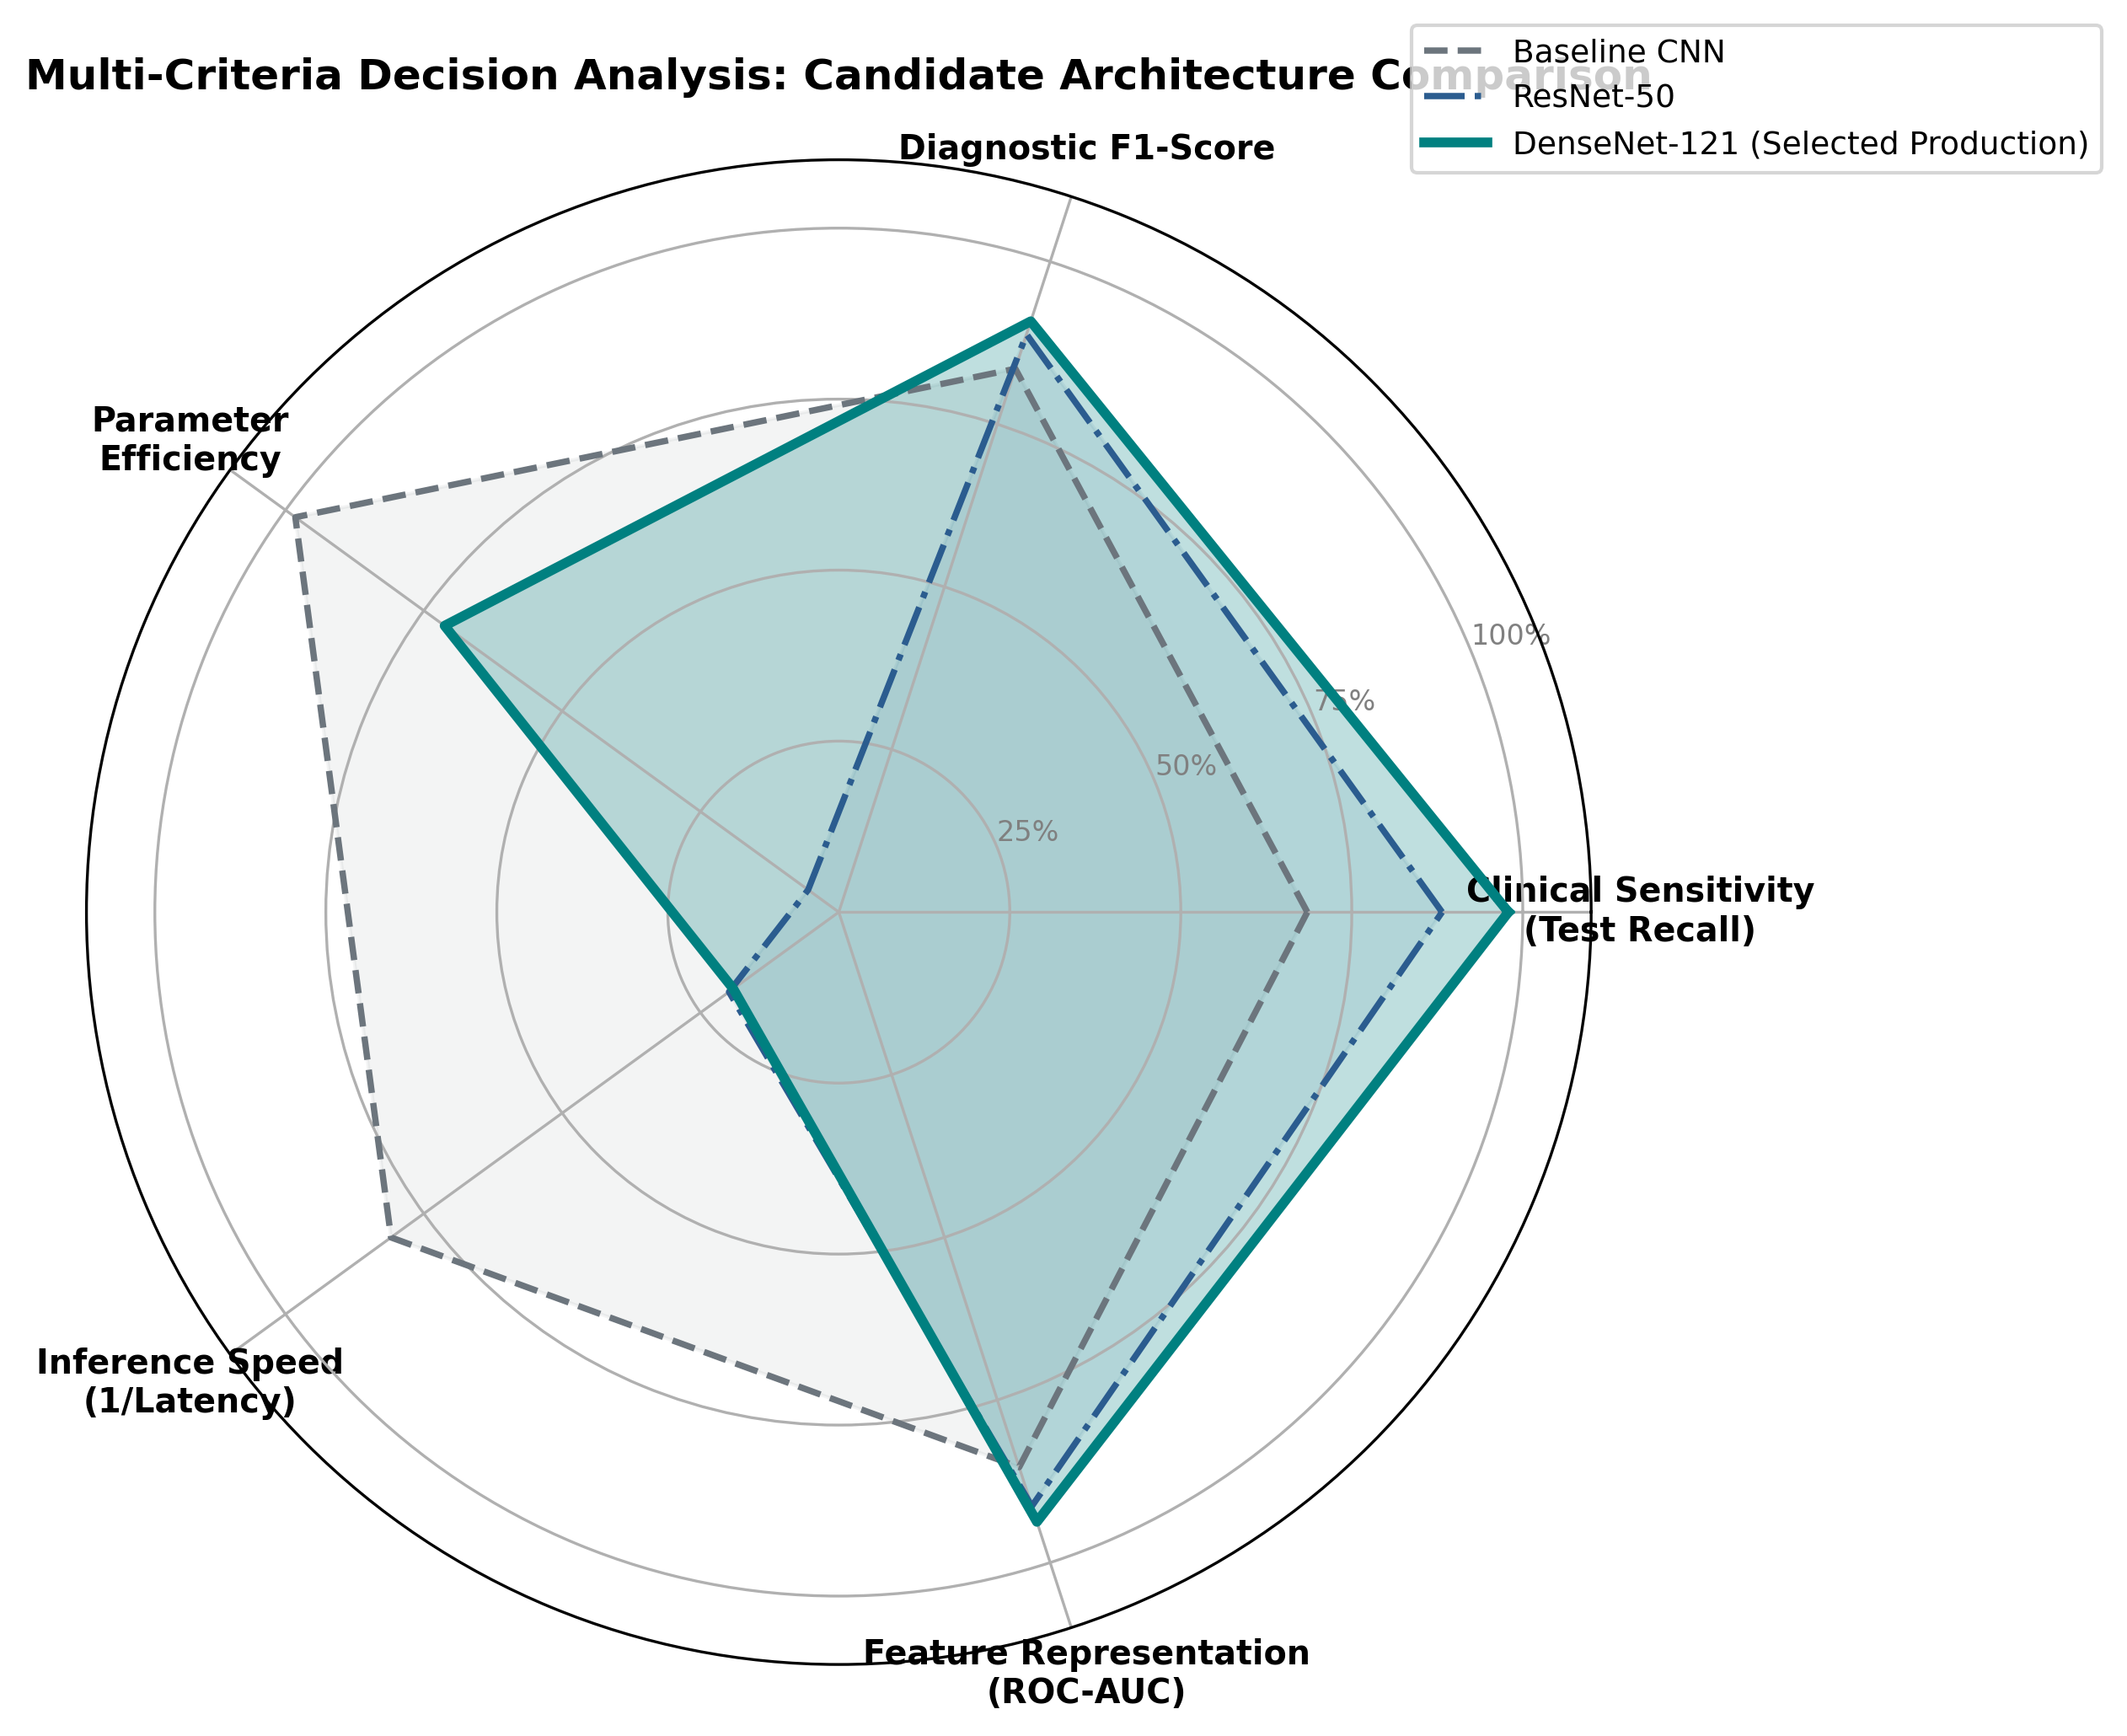 Multi-Criteria Decision Analysis: Candidate Architecture Comparison
Baseline CNN
ResNet-50
DenseNet-121 (Selected Production)
Diagnostic F1-Score
Parameter
Efficiency
100%
75%
50%
25%
Clinical Sensitivity
(Test Recall)
Inference Speed
(1/Latency)
Feature Representation
(ROC-AUC)